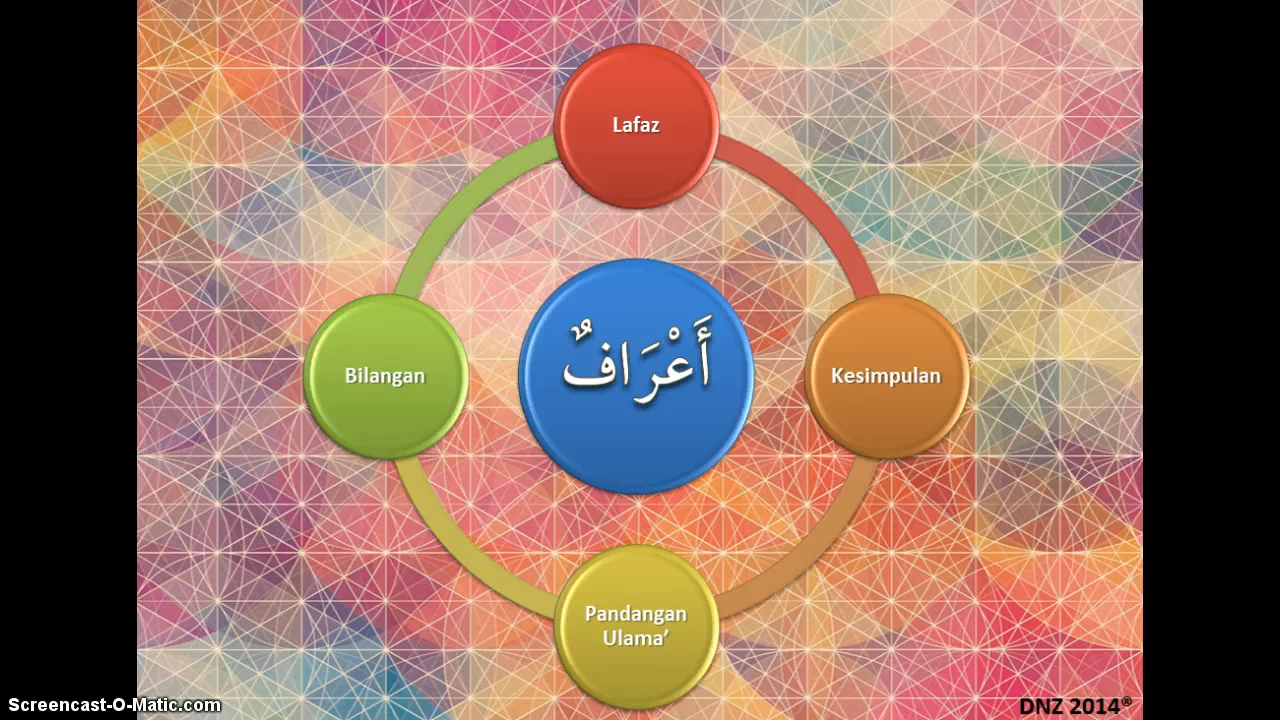 Lafaz
Bilangan
أَعْرَافٌ
Kesimpulan
Pandangan
Ulama’
Screencast-O-Matic.com
DNZ 2014®